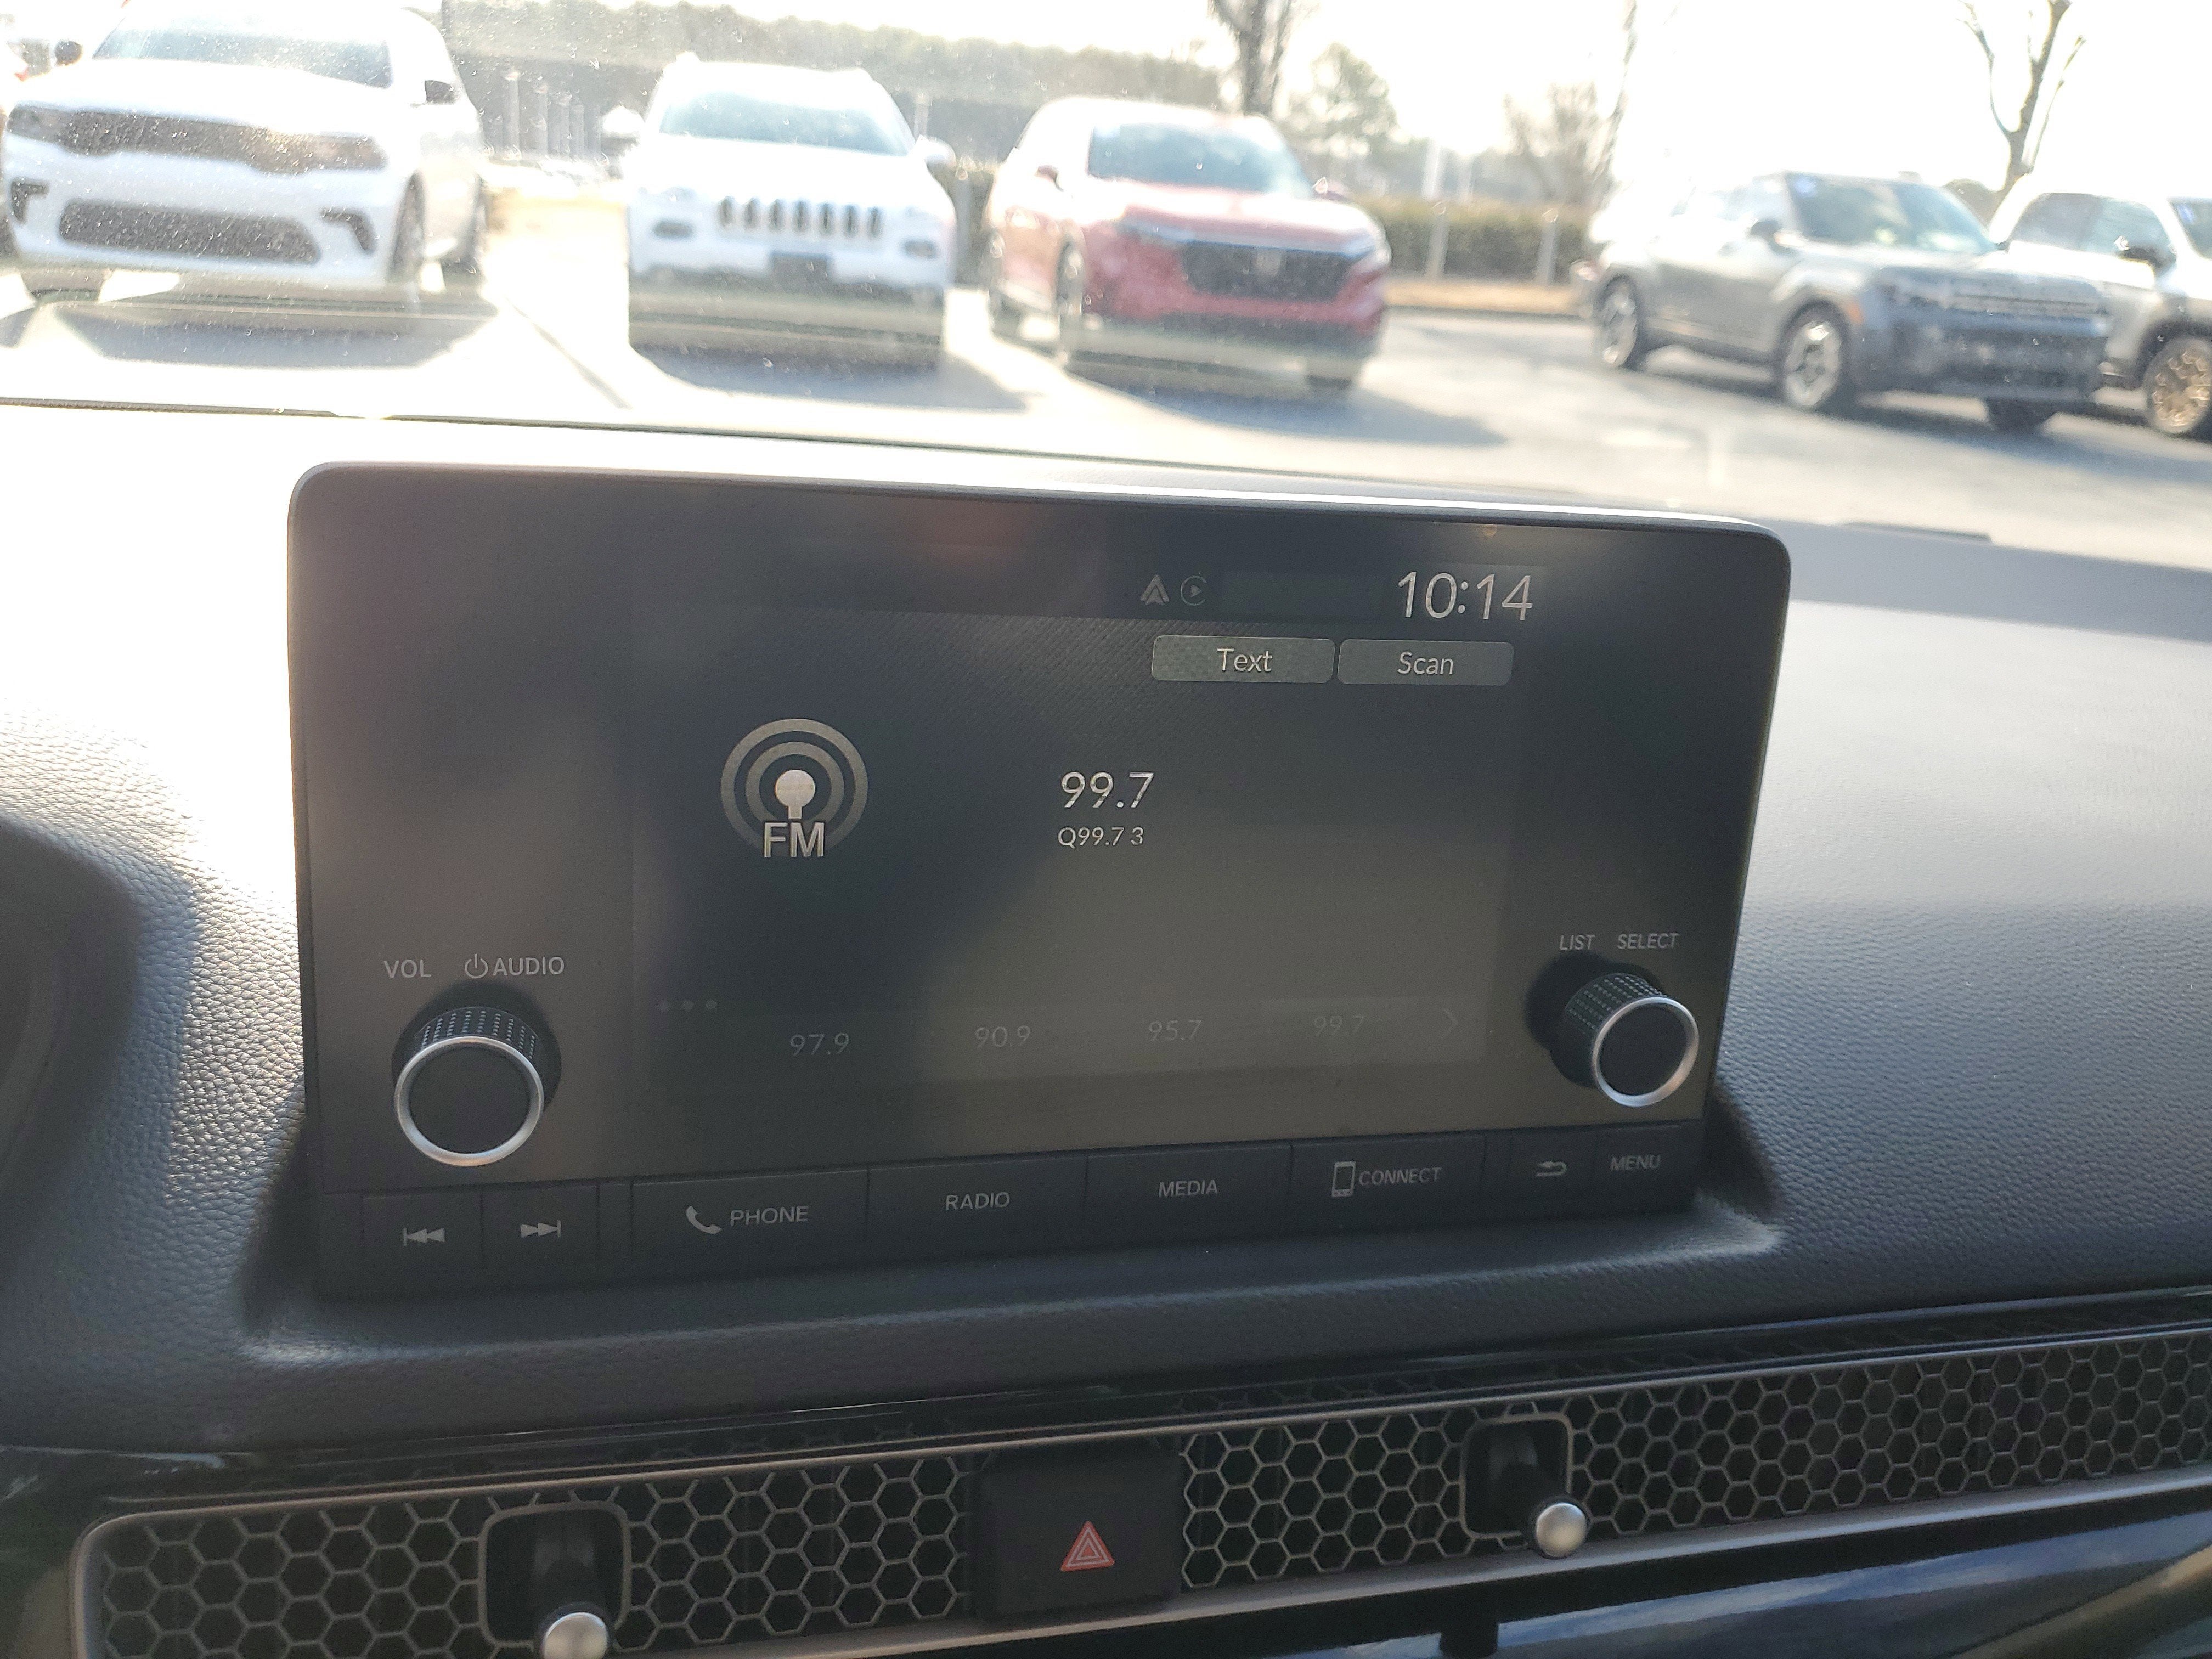 10:14
Text Scan
99.7
FM
Q99.7 3
LIST SELECT
VOL AUDIO
97.9 90.9 95.7 99.7
PHONE RADIO MEDIA CONNECT MENU